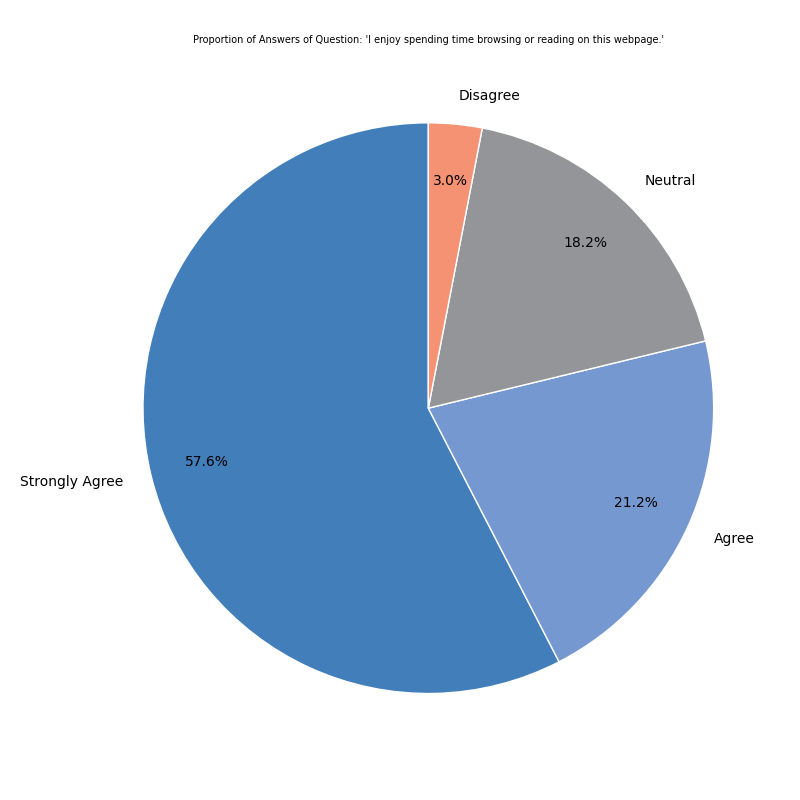 Proportion of Answers of Question: 'I enjoy spending time browsing or reading on this webpage.'
Disagree
3.0%
Neutral
18.2%
57.6%
Strongly Agree
21.2%
Agree